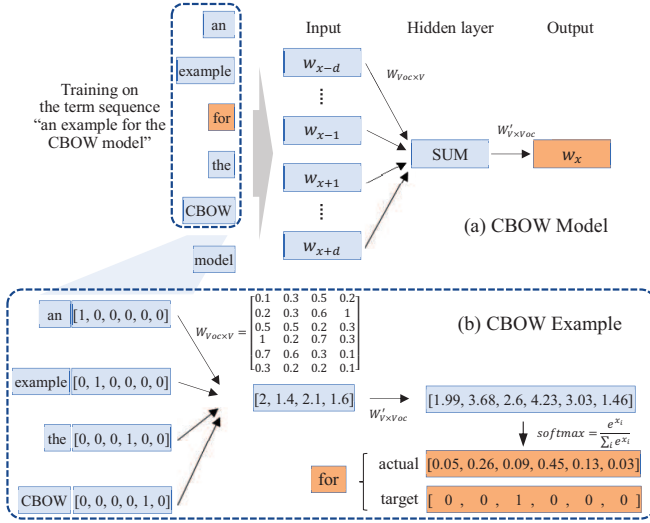 Training on
the term sequence
"an example for the
CBOW model"
an
example
for
the
CBOW
model
Input
Hidden layer
Output
w_{x-d}
w_{x-1}
w_{x+1}
w_{x+d}
W_{Voc×V}
SUM
W'_{V×Voc}
w_x
(a) CBOW Model
(b) CBOW Example
an [1, 0, 0, 0, 0, 0]
example [0, 1, 0, 0, 0, 0]
the [0, 0, 0, 1, 0, 0]
CBOW [0, 0, 0, 0, 1, 0]
W_{Voc×V} =
0.1 0.3 0.5 0.2
0.2 0.3 0.6 1
0.5 0.5 0.2 0.3
1 0.2 0.7 0.3
0.7 0.6 0.3 0.1
0.3 0.2 0.2 0.1
[2, 1.4, 2.1, 1.6]
W'_{V×Voc}
[1.99, 3.68, 2.6, 4.23, 3.03, 1.46]
softmax = e^{x_i} / ∑_i e^{x_i}
for
actual [0.05, 0.26, 0.09, 0.45, 0.13, 0.03]
target [ 0, 0, 1, 0, 0, 0 ]